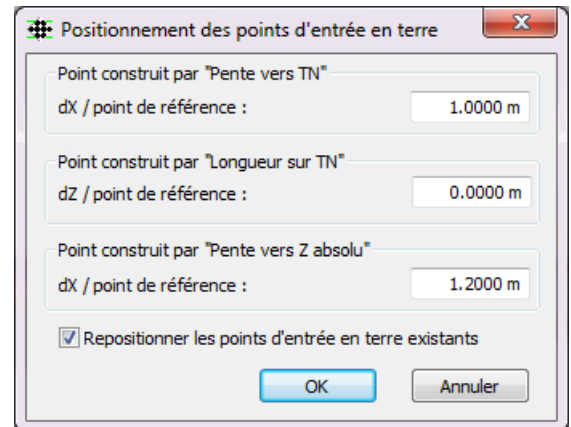 Positionnement des points d'entrée en terre
Point construit par "Pente vers TN"
dX / point de référence : 1.0000 m
Point construit par "Longueur sur TN"
dZ / point de référence : 0.0000 m
Point construit par "Pente vers Z absolu"
dX / point de référence : 1.2000 m
Repositionner les points d'entrée en terre existants
OK Annuler